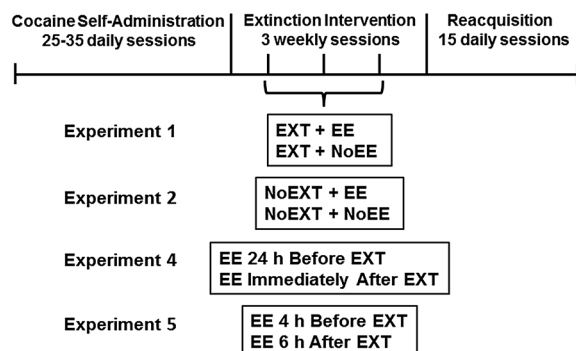 Cocaine Self-Administration
25-35 daily sessions
Extinction Intervention
3 weekly sessions
Reacquisition
15 daily sessions
Experiment 1
EXT + EE
EXT + NoEE
Experiment 2
NoEXT + EE
NoEXT + NoEE
Experiment 4
EE 24 h Before EXT
EE Immediately After EXT
Experiment 5
EE 4 h Before EXT
EE 6 h After EXT